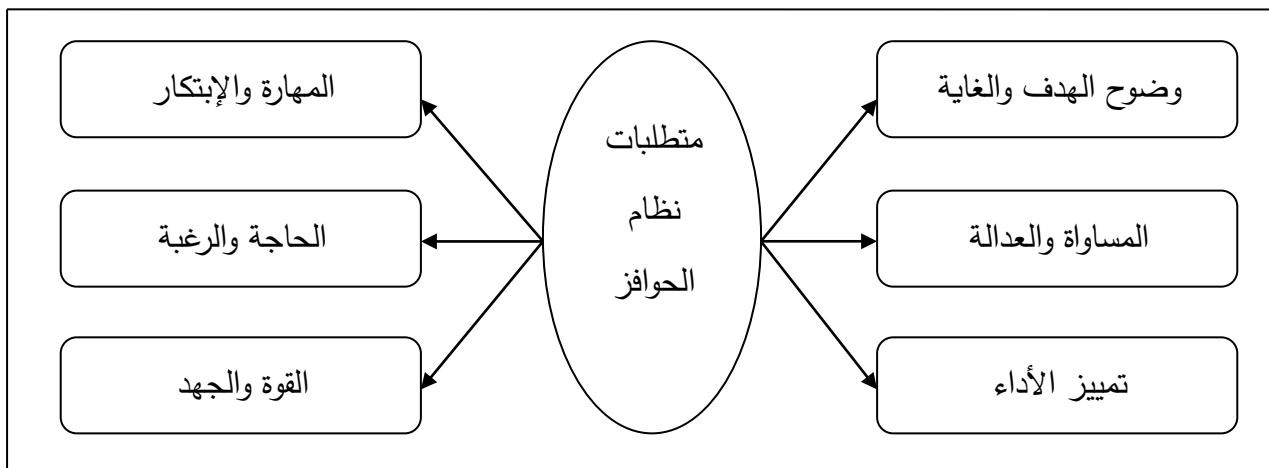 وضوح الهدف والغاية
المساواة والعدالة
تمييز الأداء
متطلبات
نظام
الحوافز
المهارة والإبتكار
الحاجة والرغبة
القوة والجهد